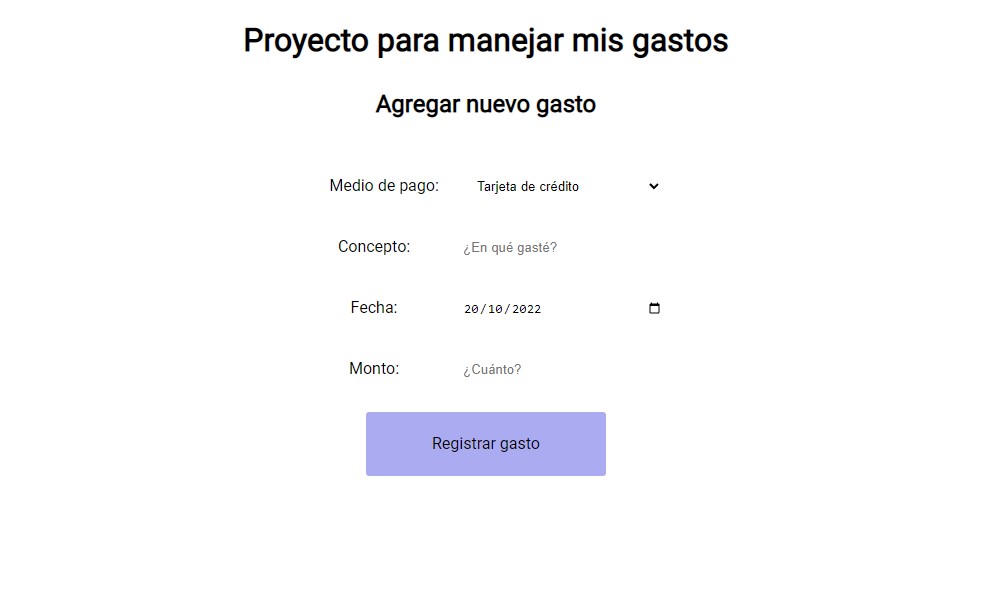 Proyecto para manejar mis gastos
Agregar nuevo gasto
Medio de pago: Tarjeta de crédito
Concepto: ¿En qué gasté?
Fecha: 20/10/2022
Monto: ¿Cuánto?
Registrar gasto